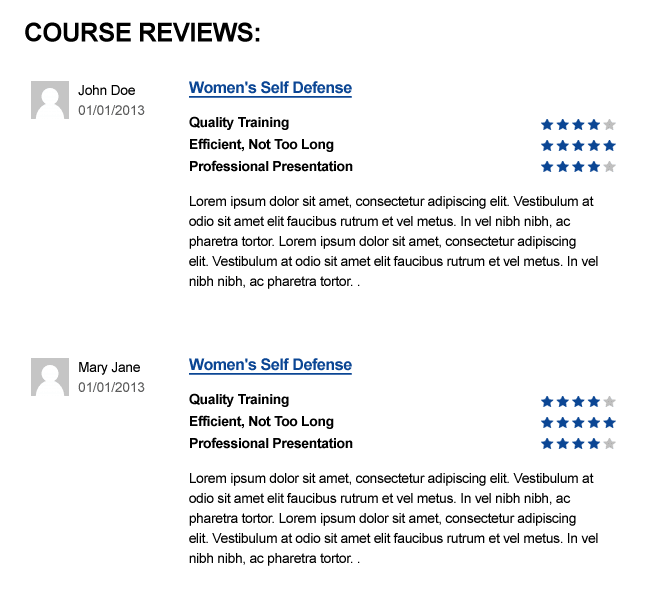 COURSE REVIEWS:
John Doe
01/01/2013
Women's Self Defense
Quality Training
Efficient, Not Too Long
Professional Presentation
Lorem ipsum dolor sit amet, consectetur adipiscing elit. Vestibulum at
odio sit amet elit faucibus rutrum et vel metus. In vel nibh nibh, ac
pharetra tortor. Lorem ipsum dolor sit amet, consectetur adipiscing
elit. Vestibulum at odio sit amet elit faucibus rutrum et vel metus. In vel
nibh nibh, ac pharetra tortor. .
Mary Jane
01/01/2013
Women's Self Defense
Quality Training
Efficient, Not Too Long
Professional Presentation
Lorem ipsum dolor sit amet, consectetur adipiscing elit. Vestibulum at
odio sit amet elit faucibus rutrum et vel metus. In vel nibh nibh, ac
pharetra tortor. Lorem ipsum dolor sit amet, consectetur adipiscing
elit. Vestibulum at odio sit amet elit faucibus rutrum et vel metus. In vel
nibh nibh, ac pharetra tortor. .